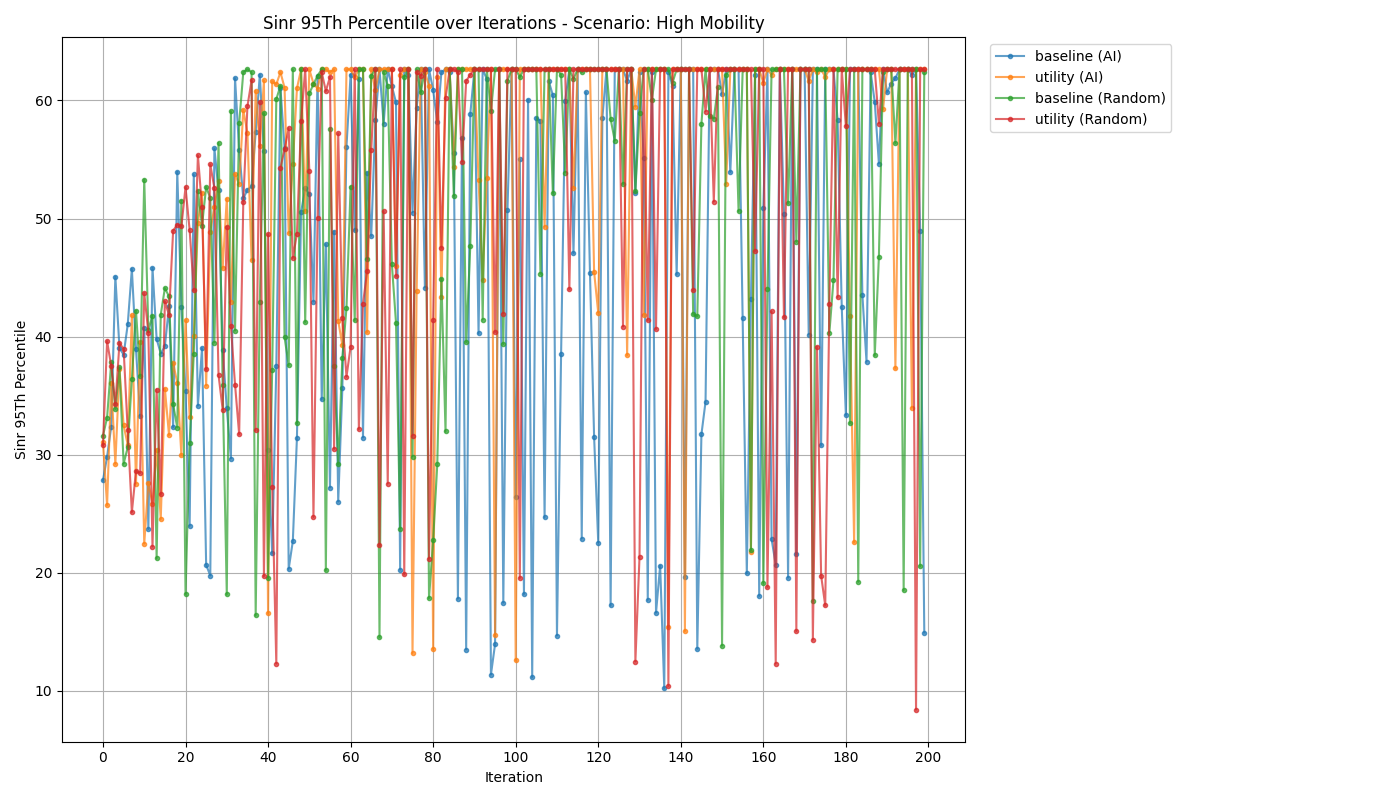 Sinr 95Th Percentile over Iterations - Scenario: High Mobility
baseline (AI)
utility (AI)
baseline (Random)
utility (Random)
Sinr 95Th Percentile
60
50
40
30
20
10
0 20 40 60 80 100 120 140 160 180 200
Iteration